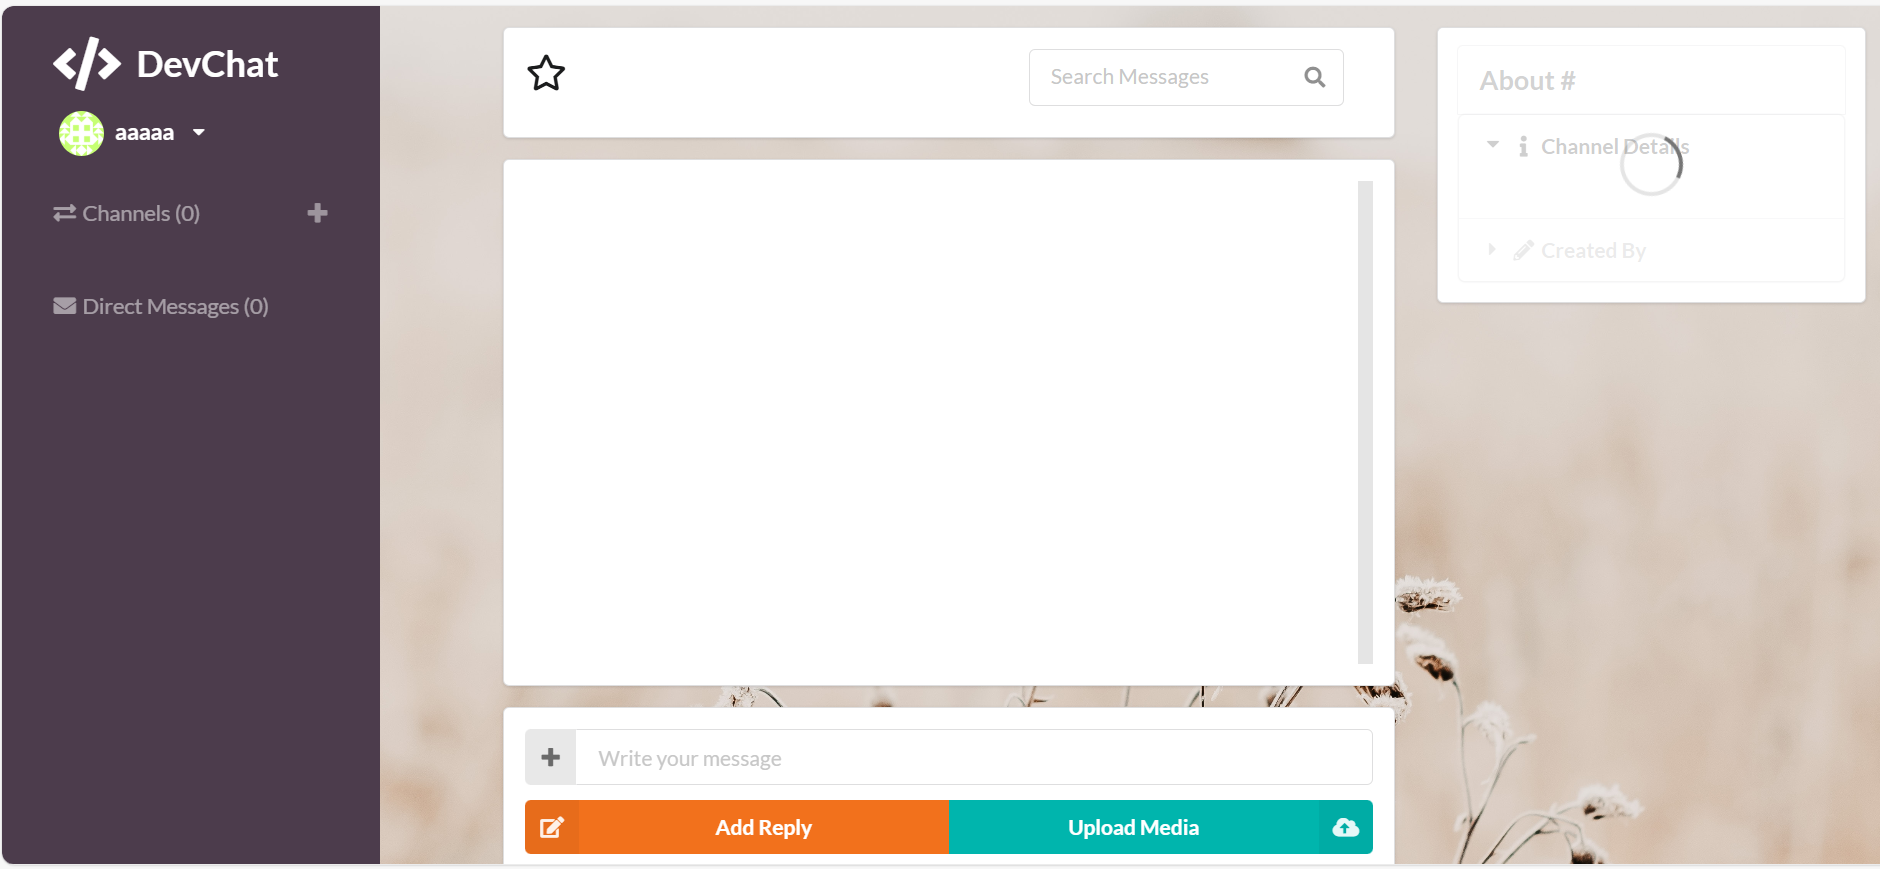 DevChat
aaaaa
Channels (0)
Direct Messages (0)
Search Messages
Write your message
Add Reply
Upload Media
About #
Channel Details
Created By